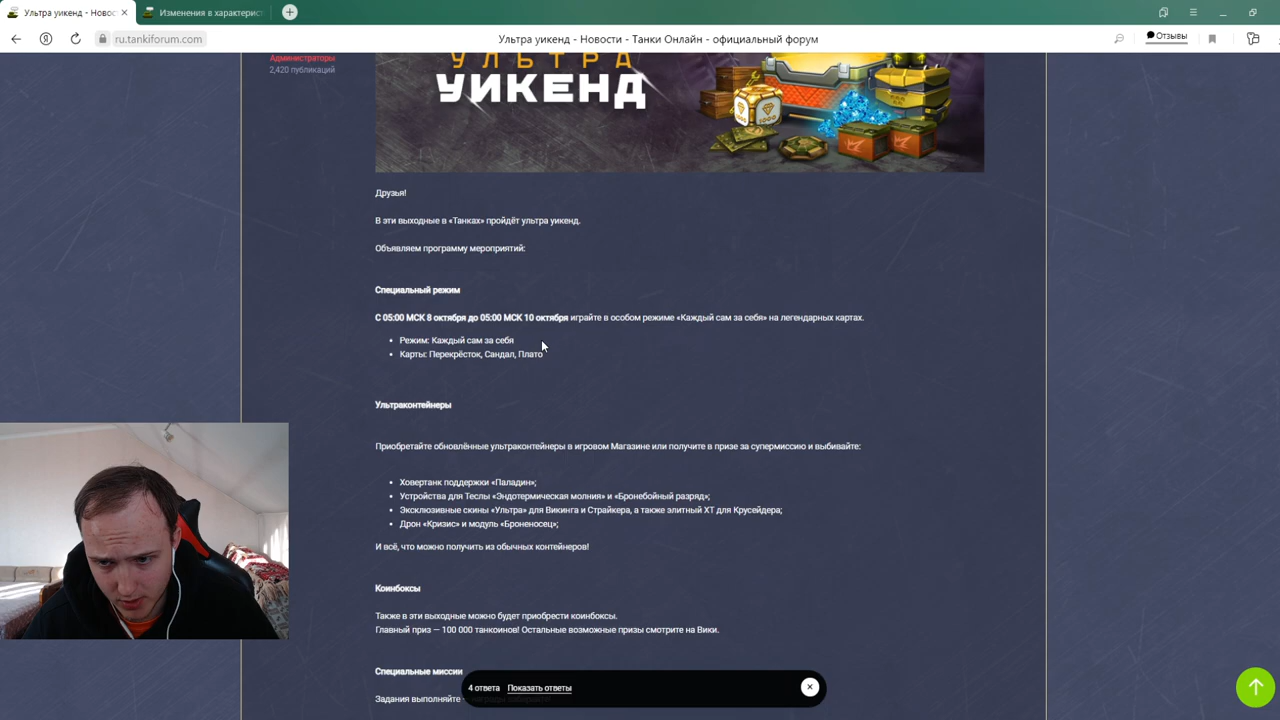 Ультра уикенд - Новос
Изменения в характерис
ru.tankiforum.com
Ультра уикенд - Новости - Танки Онлайн - официальный форум
Отзывы
Администраторы
2,420 публикаций
УЛЬТРА
УИКЕНД
Друзья!
В эти выходные в «Танках» пройдёт ультра уикенд.
Объявляем программу мероприятий:
Специальный режим
С 05:00 МСК 8 октября до 05:00 МСК 10 октября играйте в особом режиме «Каждый сам за себя» на легендарных картах.
• Режим: Каждый сам за себя
• Карты: Перекрёсток, Сандал, Плато
Ультраконтейнеры
Приобретайте обновлённые ультраконтейнеры в игровом Магазине или получите в призе за супермиссию и выбивайте:
• Ховертанк поддержки «Паладин»;
• Устройства для Теслы «Эндотермическая молния» и «Бронебойный разряд»;
• Эксклюзивные скины «Ультра» для Викинга и Страйкера, а также элитный XT для Крусейдера;
• Дрон «Кризис» и модуль «Броненосец»;
И всё, что можно получить из обычных контейнеров!
Коинбоксы
Также в эти выходные можно будет приобрести коинбоксы.
Главный приз — 100 000 танкоинов! Остальные возможные призы смотрите на Вики.
Специальные миссии
4 ответа Показать ответы
Задания выполняйте